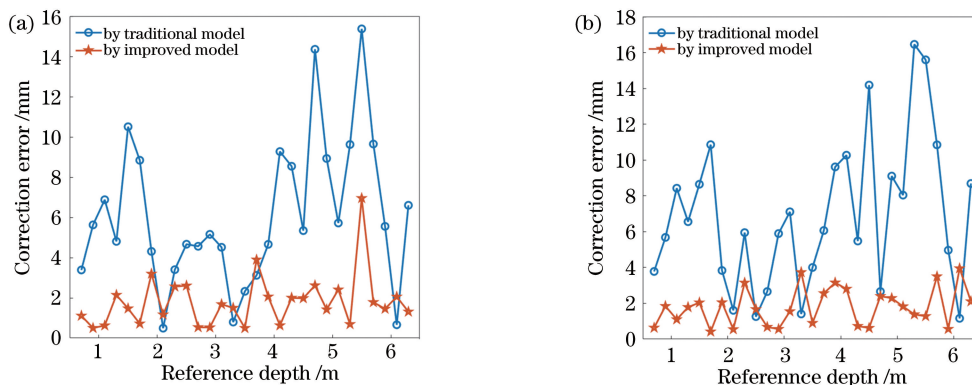 (a)
16
14
12
10
8
6
4
2
0
Correction error /mm
by traditional model
by improved model
1 2 3 4 5 6
Reference depth /m
(b)
18
16
14
12
10
8
6
4
2
0
Correction error /mm
by traditional model
by improved model
1 2 3 4 5 6
Referennce depth /m